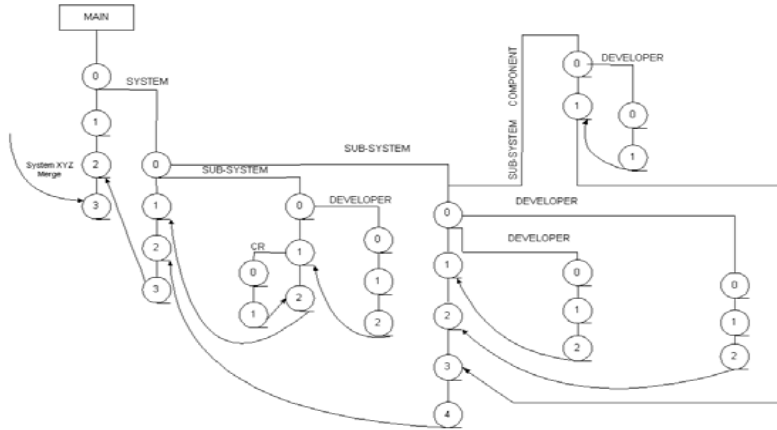 MAIN
0
SYSTEM
1
System XYZ
Merge
2
3
0
SUB-SYSTEM
SUB-SYSTEM
1
2
3
0
DEVELOPER
CR
1
0
1
2
0
1
2
SUB-SYSTEM COMPONENT
0
DEVELOPER
1
0
1
0
DEVELOPER
DEVELOPER
1
2
3
4
0
1
2
0
1
2